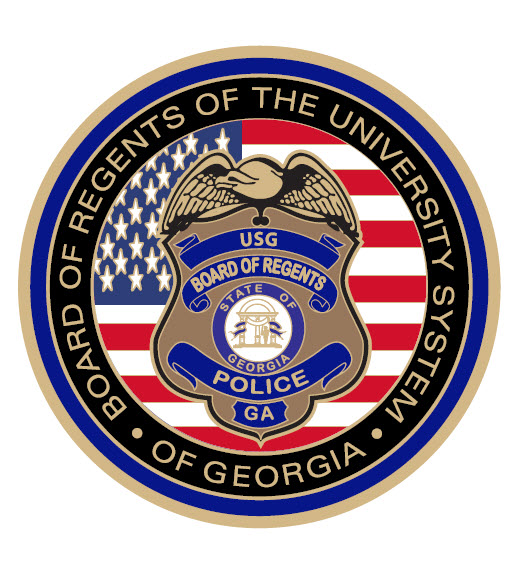 BOARD OF REGENTS OF THE UNIVERSITY SYSTEM
• OF GEORGIA •
USG
BOARD OF REGENTS
STATE OF
GEORGIA
POLICE
GA